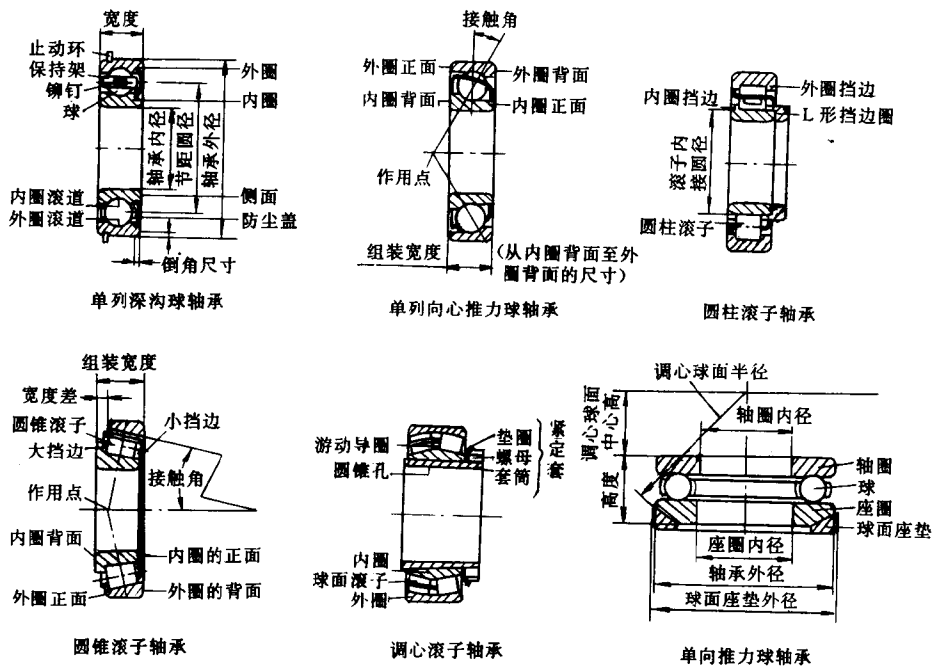 宽度
止动环
保持架
铆钉
球
外圈
内圈
轴承内径
节距圆径
轴承外径
内圈滚道
外圈滚道
侧面
防尘盖
倒角尺寸
单列深沟球轴承
接触角
外圈正面
外圈背面
内圈背面
内圈正面
作用点
组装宽度
(从内圈背面至外
圈背面的尺寸)
单列向心推力球轴承
外圈挡边
内圈挡边
L形挡边圈
滚子内
接圆径
圆柱滚子
圆柱滚子轴承
组装宽度
宽度差
圆锥滚子
大挡边
小挡边
接触角
作用点
内圈背面
内圈的正面
外圈正面
外圈的背面
圆锥滚子轴承
游动导圈
圆锥孔
垫圈
螺母
套筒
紧定套
内圈
球面滚子
外圈
调心滚子轴承
调心球面半径
调心球面
中心高
轴圈内径
高度
轴圈
球
座圈
球面座垫
座圈内径
轴承外径
球面座垫外径
单向推力球轴承